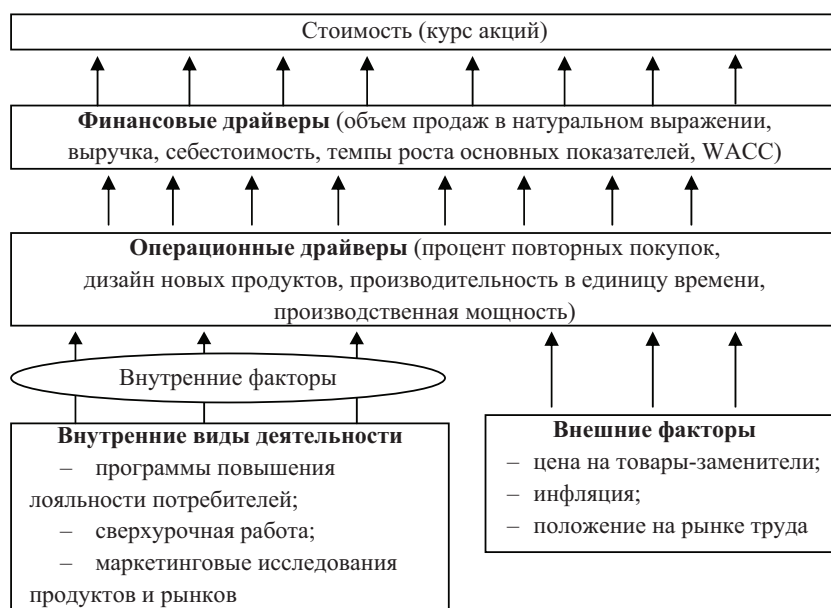 Стоимость (курс акций)
Финансовые драйверы (объем продаж в натуральном выражении,
выручка, себестоимость, темпы роста основных показателей, WACC)
Операционные драйверы (процент повторных покупок,
дизайн новых продуктов, производительность в единицу времени,
производственная мощность)
Внутренние факторы
Внутренние виды деятельности
– программы повышения
лояльности потребителей;
– сверхурочная работа;
– маркетинговые исследования
продуктов и рынков
Внешние факторы
– цена на товары-заменители;
– инфляция;
– положение на рынке труда